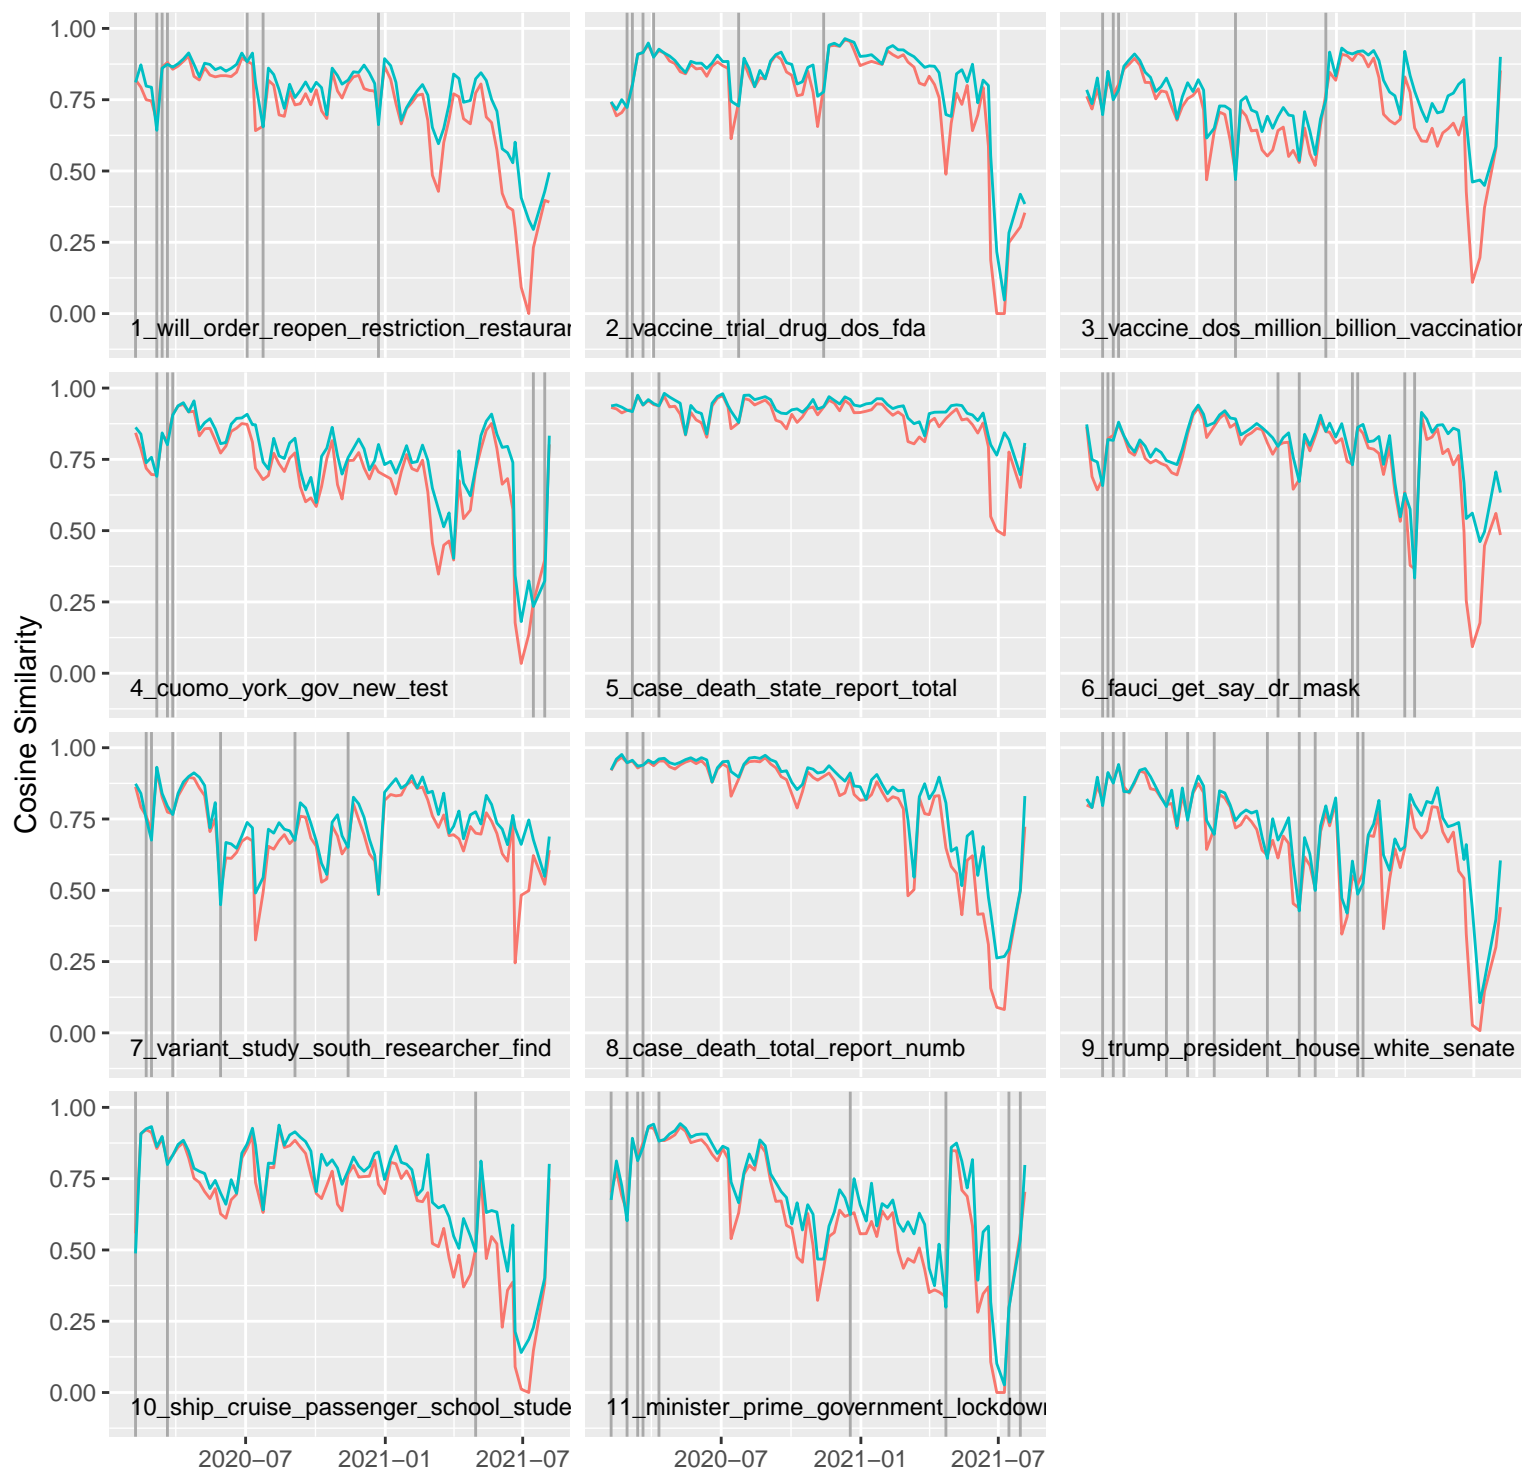 1.00
0.75
0.50
0.25
0.00
1_will_order_reopen_restriction_restaurar
2_vaccine_trial_drug_dos_fda
3_vaccine_dos_million_billion_vaccination
1.00
0.75
0.50
0.25
0.00
4_cuomo_york_gov_new_test
5_case_death_state_report_total
6_fauci_get_say_dr_mask
Cosine Similarity
1.00
0.75
0.50
0.25
0.00
7_variant_study_south_researcher_find
8_case_death_total_report_numb
9_trump_president_house_white_senate
1.00
0.75
0.50
0.25
0.00
10_ship_cruise_passenger_school_stude
11_minister_prime_government_lockdown
2020−07
2021−01
2021−07
2020−07
2021−01
2021−07